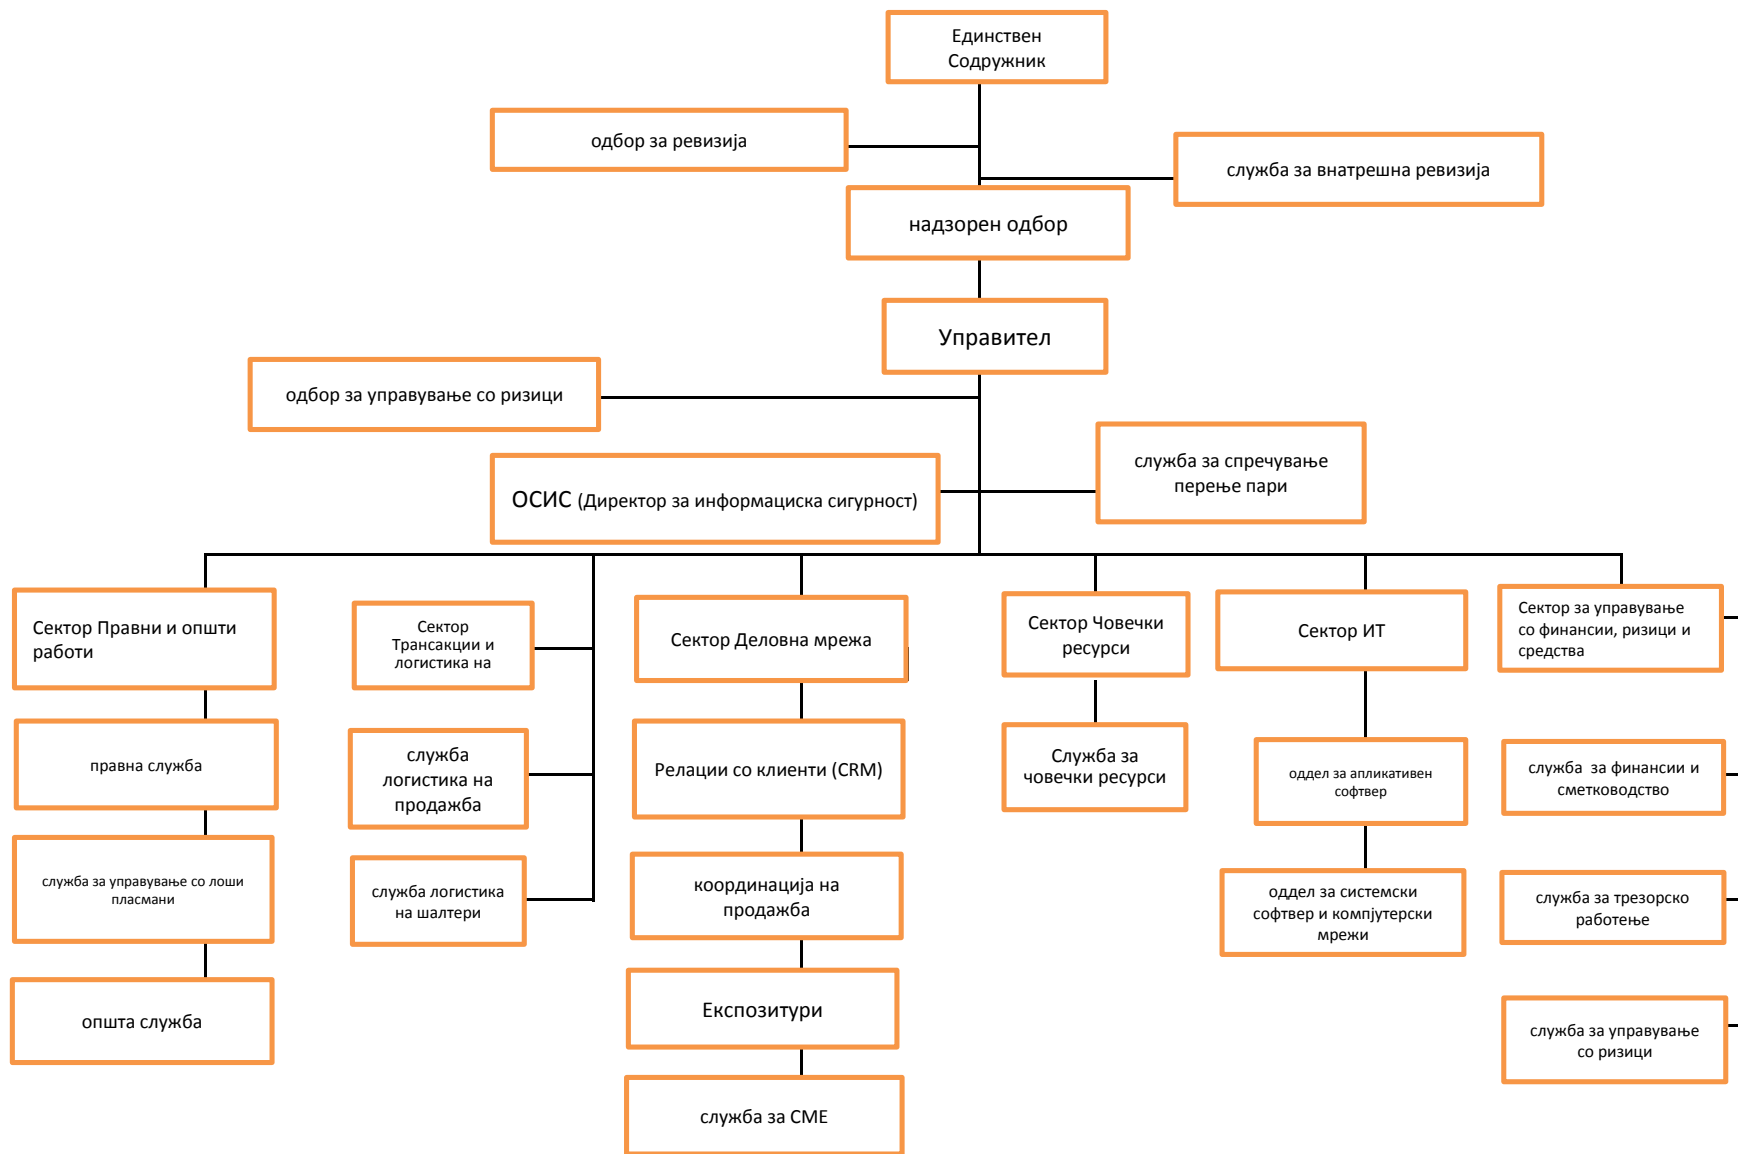 Единствен
Содружник
одбор за ревизија
служба за внатрешна ревизија
надзорен одбор
Управител
одбор за управување со ризици
служба за спречување
перење пари
ОСИС (Директор за информациска сигурност)
Сектор Правни и општи
работи
правна служба
служба за управување со лоши
пласмани
општа служба
Сектор
Трансакции и
логистика на
служба
логистика на
продажба
служба логистика
на шалтери
Сектор Деловна мрежа
Релации со клиенти (CRM)
координација на
продажба
Експозитури
служба за СМЕ
Сектор Човечки
ресурси
Служба за
човечки ресурси
Сектор ИТ
оддел за апликативен
софтвер
оддел за системски
софтвер и компјутерски
мрежи
Сектор за управување
со финансии, ризици и
средства
служба за финансии и
сметководство
служба за трезорско
работење
служба за управување
со ризици